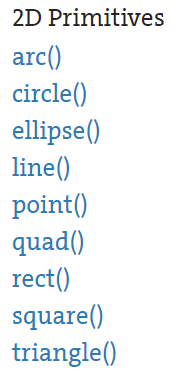 2D Primitives
arc()
circle()
ellipse()
line()
point()
quad()
rect()
square()
triangle()